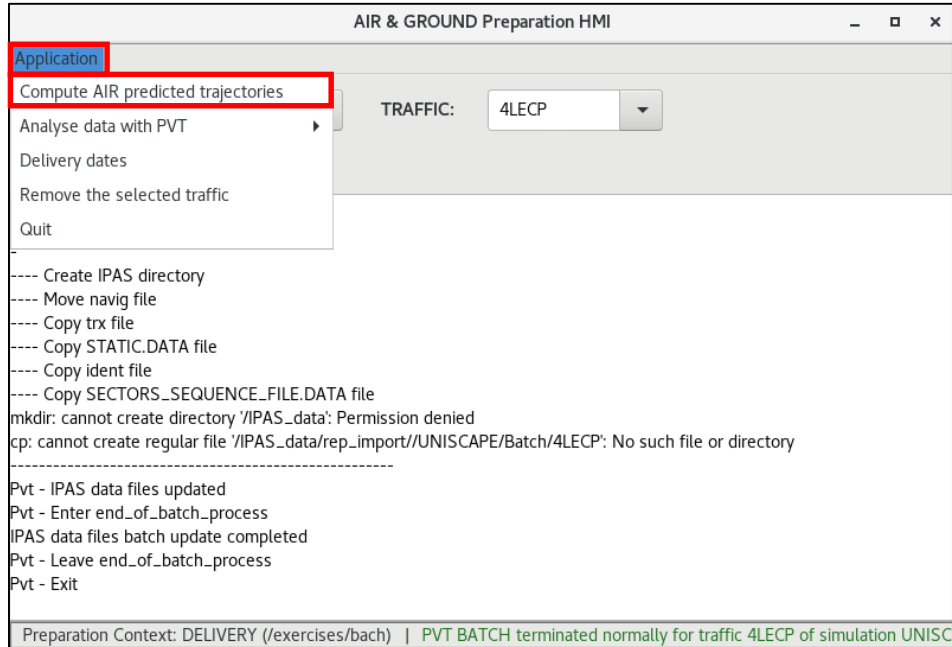 AIR & GROUND Preparation HMI
Application
Compute AIR predicted trajectories
TRAFFIC: 4LECP
Analyse data with PVT
Delivery dates
Remove the selected traffic
Quit
-
---- Create IPAS directory
---- Move navig file
---- Copy trx file
---- Copy STATIC.DATA file
---- Copy ident file
---- Copy SECTORS_SEQUENCE_FILE.DATA file
mkdir: cannot create directory '/IPAS_data': Permission denied
cp: cannot create regular file '/IPAS_data/rep_import//UNISCAPE/Batch/4LECP': No such file or directory
------------------------------------------------------
Pvt - IPAS data files updated
Pvt - Enter end_of_batch_process
IPAS data files batch update completed
Pvt - Leave end_of_batch_process
Pvt - Exit
Preparation Context: DELIVERY (/exercises/bach) | PVT BATCH terminated normally for traffic 4LECP of simulation UNISC